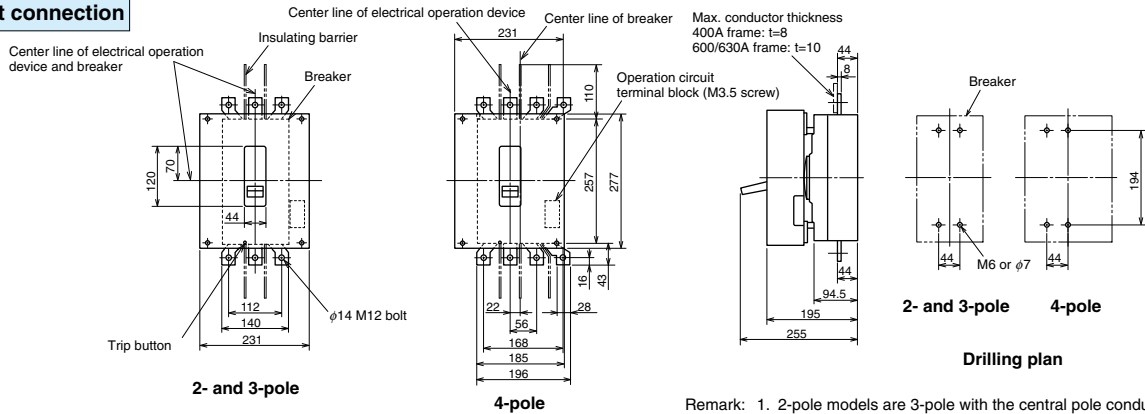 t connection
Center line of electrical operation
device and breaker
Insulating barrier
Breaker
120
70
44
112
140
231
Trip button
φ14 M12 bolt
2- and 3-pole
Center line of electrical operation device
231
Center line of breaker
110
Operation circuit
terminal block (M3.5 screw)
257
277
16
43
22
28
56
168
185
196
4-pole
Max. conductor thickness
400A frame: t=8
600/630A frame: t=10
44
8
44
94.5
195
255
Breaker
194
44
M6 or φ7
44
2- and 3-pole
4-pole
Drilling plan
Remark: 1. 2-pole models are 3-pole with the central pole condu